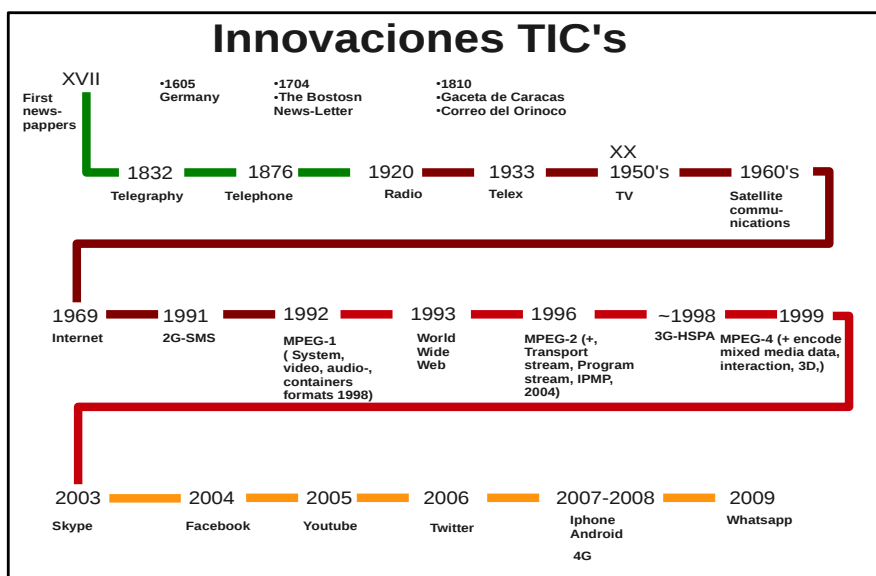 Innovaciones TIC's
XVII
First
news-
pappers
•1605
Germany
•1704
•The Bostosn
News-Letter
•1810
•Gaceta de Caracas
•Correo del Orinoco
1832
Telegraphy
1876
Telephone
1920
Radio
1933
Telex
XX
1950's
TV
1960's
Satellite
commu-
nications
1969
Internet
1991
2G-SMS
1992
MPEG-1
( System,
video, audio-,
containers
formats 1998)
1993
World
Wide
Web
1996
MPEG-2 (+,
Transport
stream, Program
stream, IPMP,
2004)
~1998
3G-HSPA
1999
MPEG-4 (+ encode
mixed media data,
interaction, 3D,)
2003
Skype
2004
Facebook
2005
Youtube
2006
Twitter
2007-2008
Iphone
Android
4G
2009
Whatsapp